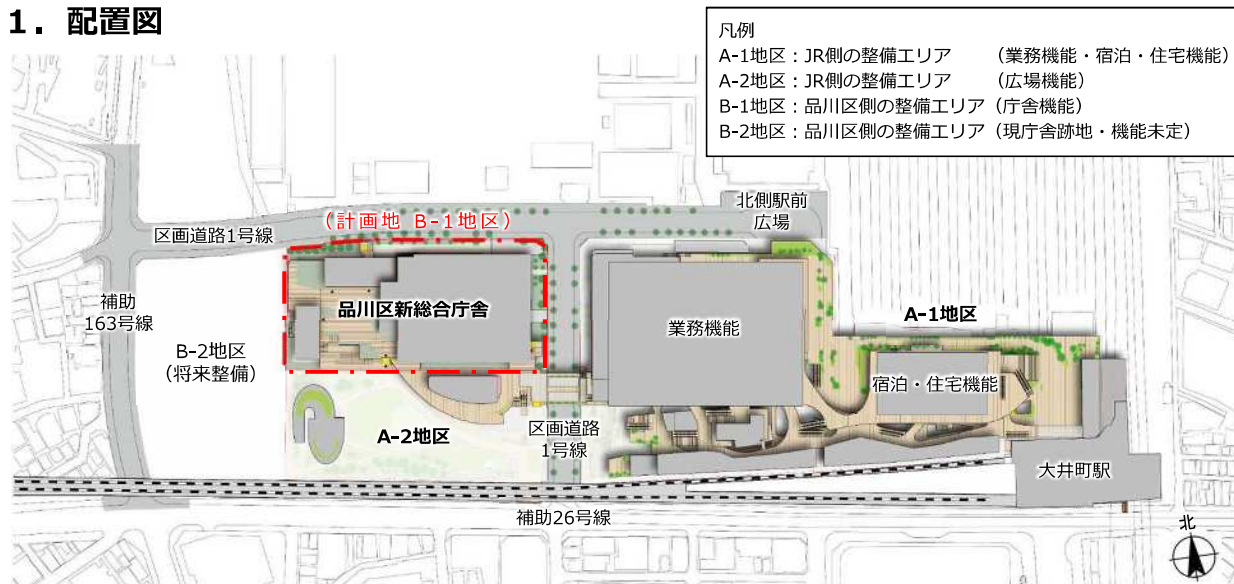 1．配置図
凡例
A-1地区：JR側の整備エリア　（業務機能・宿泊・住宅機能）
A-2地区：JR側の整備エリア　（広場機能）
B-1地区：品川区側の整備エリア（庁舎機能）
B-2地区：品川区側の整備エリア（現庁舎跡地・機能未定）
北側駅前
広場
（計画地 B-1地区）
区画道路1号線
補助
163号線
品川区新総合庁舎
業務機能
A-1地区
B-2地区
（将来整備）
宿泊・住宅機能
A-2地区
区画道路
1号線
大井町駅
補助26号線
北